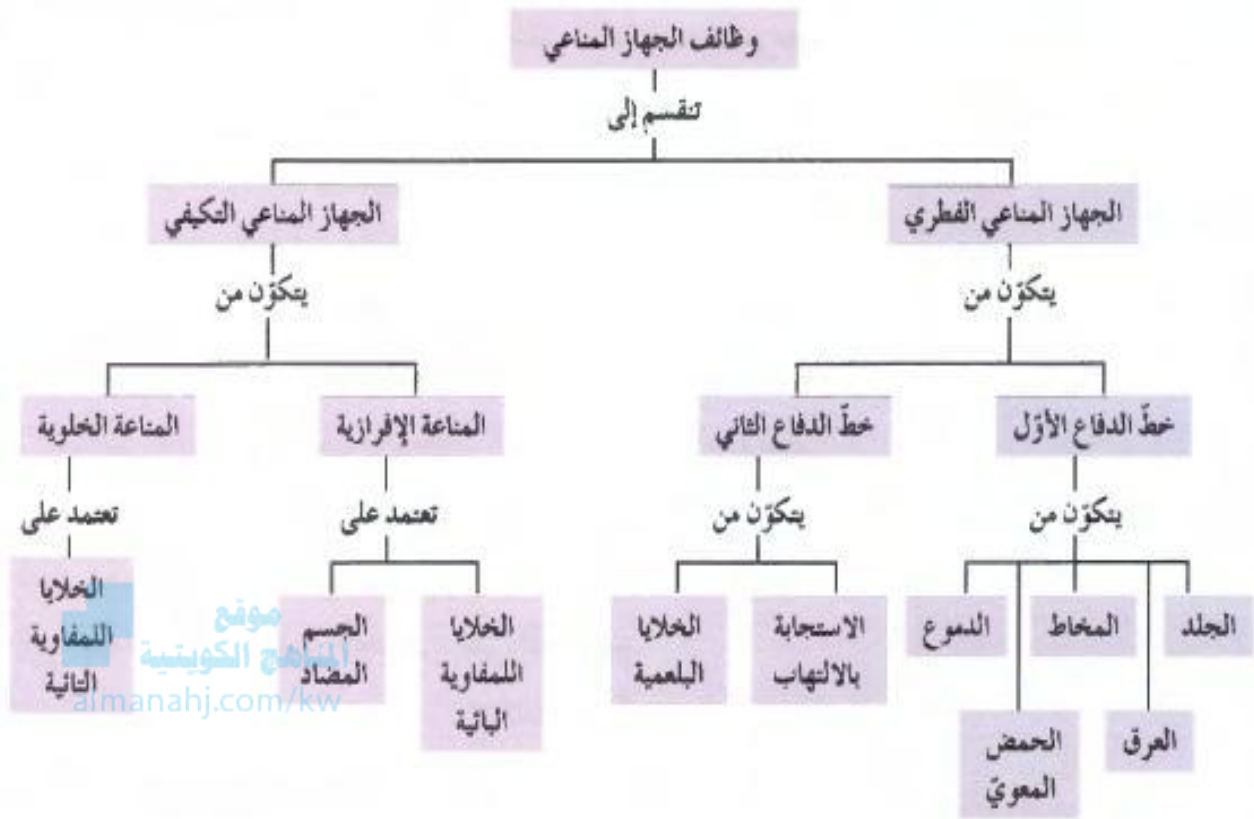 وظائف الجهاز المناعي
تنقسم إلى
الجهاز المناعي الفطري
الجهاز المناعي التكيفي
يتكوّن من
يتكوّن من
خطّ الدفاع الأوّل
خطّ الدفاع الثاني
المناعة الإفرازية
المناعة الخلوية
يتكوّن من
يتكوّن من
تعتمد على
تعتمد على
الجلد
المخاط
الدموع
العرق
الحمض
المعويّ
الاستجابة
بالالتهاب
الخلايا
البلعمية
الخلايا
اللمفاوية
البائية
الجسم
المضاد
الخلايا
اللمفاوية
التائية
موقع
المناهج الكويتية
almanahj.com/kw